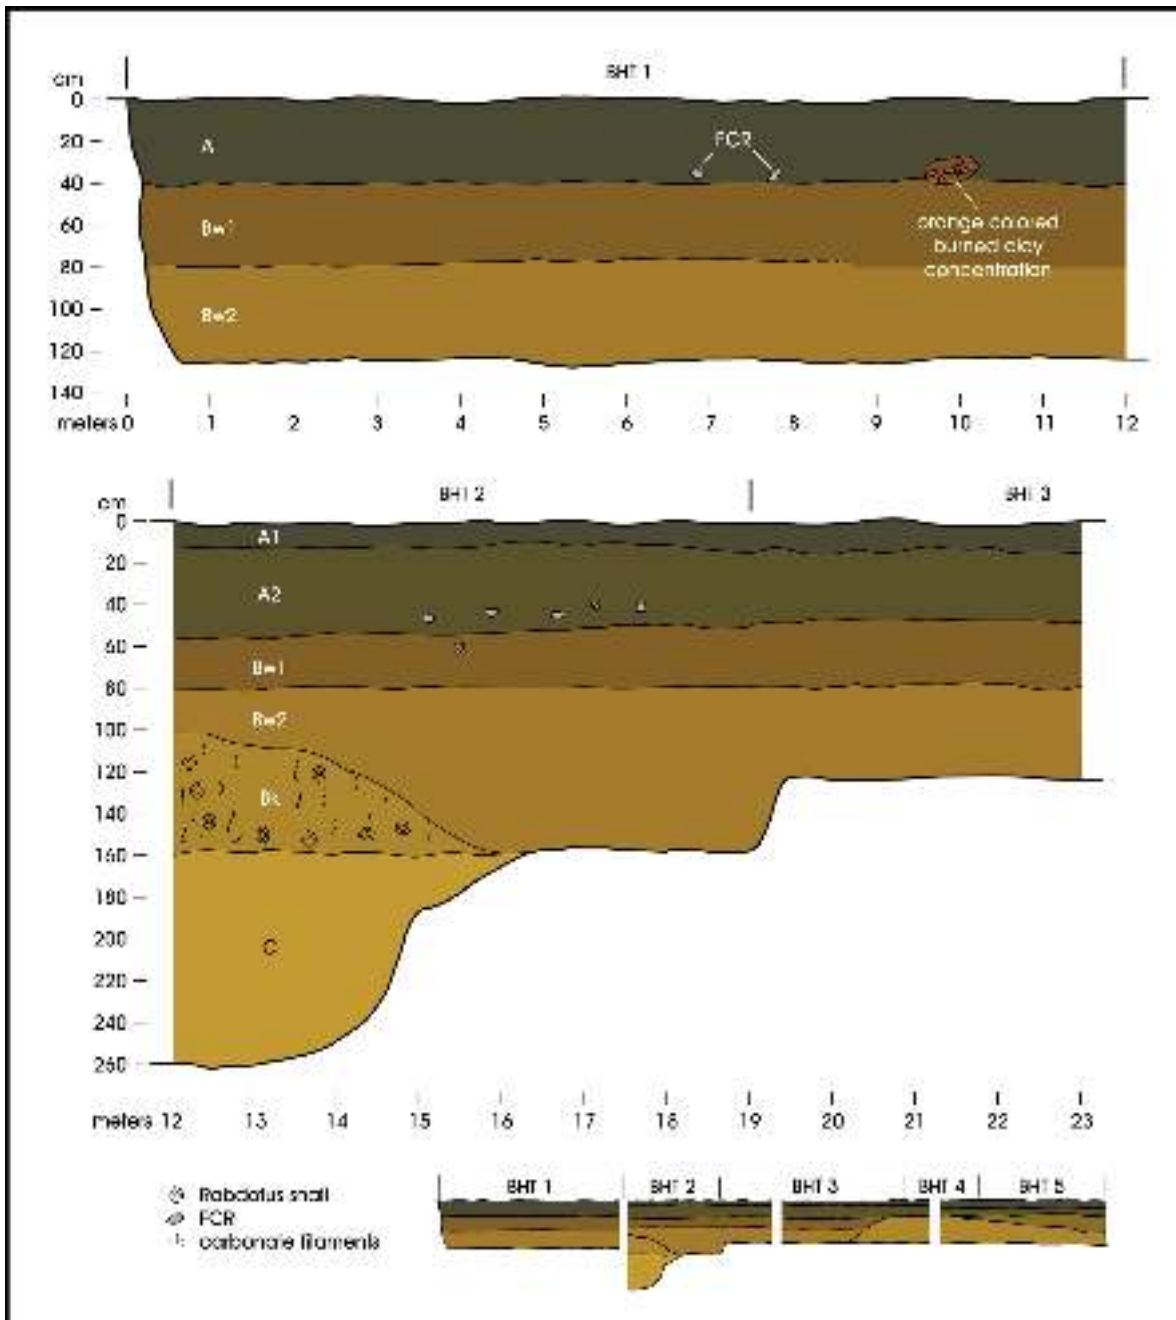 BHT 1
cm
0
20
40
60
80
100
120
140
A
FCR
Bw1
orange colored
burned clay
concentration
Bw2
meters 0 1 2 3 4 5 6 7 8 9 10 11 12
BHT 2 BHT 3
cm
0
20
40
60
80
100
120
140
160
180
200
220
240
260
A1
A2
Bw1
Bw2
Bk
C
meters 12 13 14 15 16 17 18 19 20 21 22 23
Rabdotus snail
FCR
carbonate filaments
BHT 1 BHT 2 BHT 3 BHT 4 BHT 5